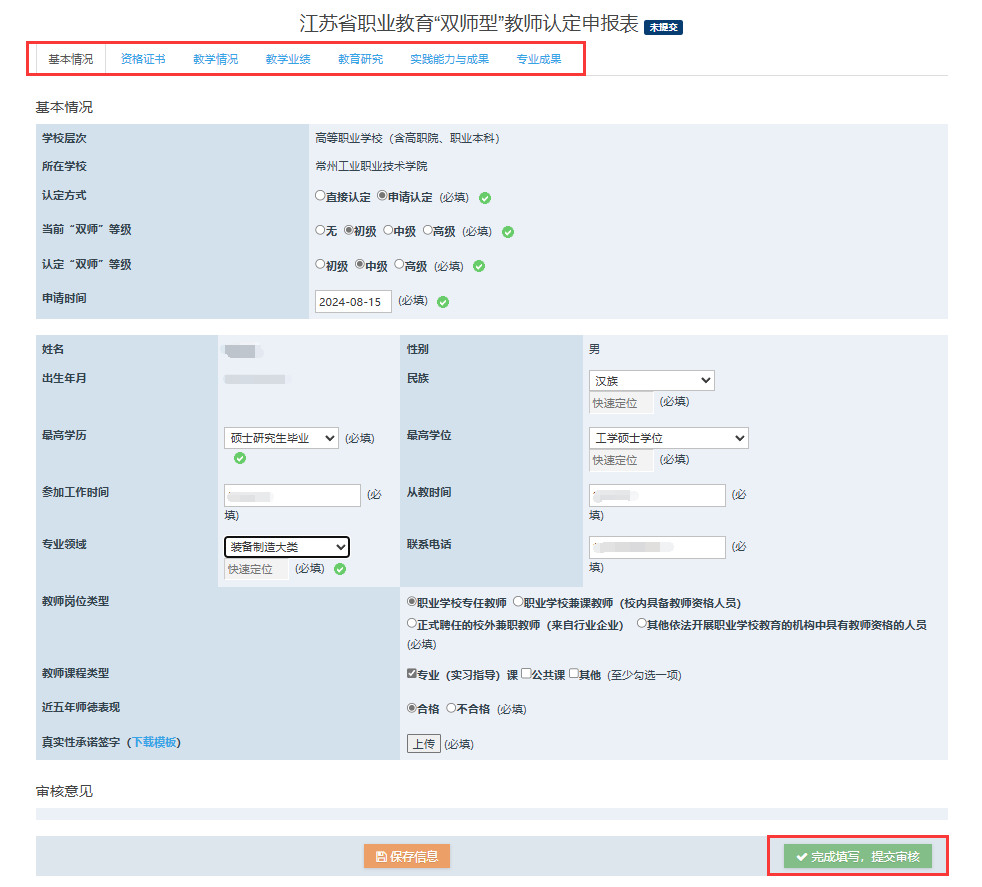 江苏省职业教育“双师型”教师认定申报表 未提交
基本情况 资格证书 教学情况 教学业绩 教育研究 实践能力与成果 专业成果
基本情况
学校层次 高等职业学校（含高职院、职业本科）
所在学校 常州工业职业技术学院
认定方式 直接认定 申请认定 (必填)
当前“双师”等级 无 初级 中级 高级 (必填)
认定“双师”等级 初级 中级 高级 (必填)
申请时间 2024-08-15 (必填)
姓名 性别 男
出生年月 民族 汉族
快速定位 (必填)
最高学历 硕士研究生毕业 (必填) 最高学位 工学硕士学位
快速定位 (必填)
参加工作时间 (必填) 从教时间 (必填)
专业领域 装备制造大类 联系电话 (必填)
快速定位 (必填)
教师岗位类型 职业学校专任教师 职业学校兼课教师（校内具备教师资格人员）
正式聘任的校外兼职教师（来自行业企业） 其他依法开展职业学校教育的机构中具有教师资格的人员
(必填)
教师课程类型 专业（实习指导）课 公共课 其他 (至少勾选一项)
近五年师德表现 合格 不合格 (必填)
真实性承诺签字（下载模板） 上传 (必填)
审核意见
保存信息 完成填写，提交审核